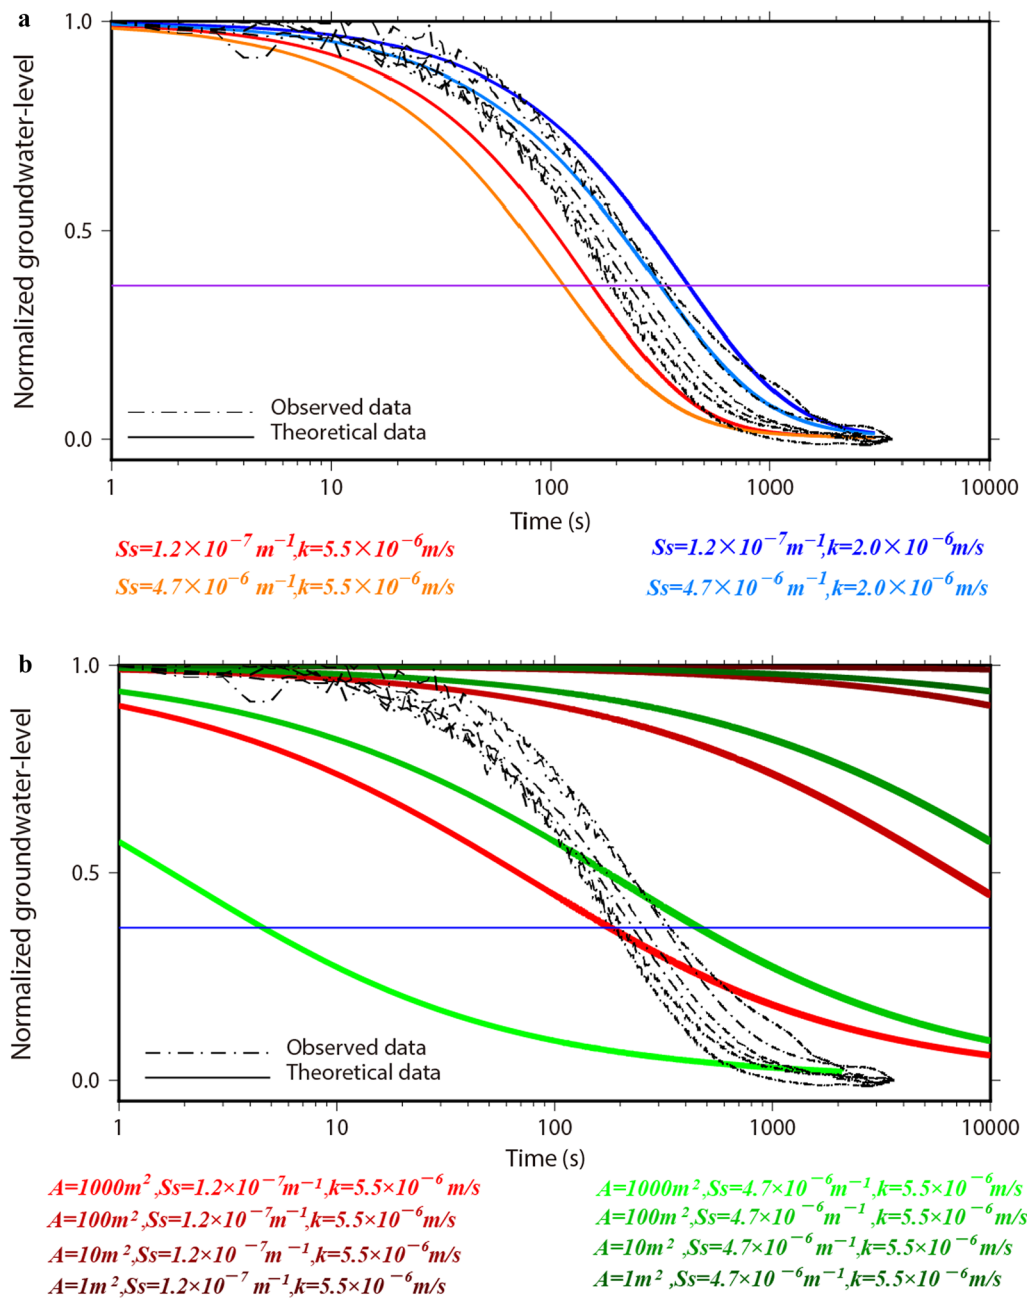 a
1.0
0.5
0.0
Normalized groundwater-level
Observed data
Theoretical data
1 10 100 1000 10000
Time (s)
Ss=1.2×10⁻⁷ m⁻¹,k=5.5×10⁻⁶m/s
Ss=4.7×10⁻⁶ m⁻¹,k=5.5×10⁻⁶m/s
Ss=1.2×10⁻⁷m⁻¹,k=2.0×10⁻⁶m/s
Ss=4.7×10⁻⁶ m⁻¹,k=2.0×10⁻⁶m/s
b
1.0
0.5
0.0
Normalized groundwater-level
Observed data
Theoretical data
1 10 100 1000 10000
Time (s)
A=1000m²,Ss=1.2×10⁻⁷m⁻¹,k=5.5×10⁻⁶ m/s
A=100m²,Ss=1.2×10⁻⁷m⁻¹,k=5.5×10⁻⁶m/s
A=10m²,Ss=1.2×10⁻⁷m⁻¹,k=5.5×10⁻⁶m/s
A=1m²,Ss=1.2×10⁻⁷ m⁻¹,k=5.5×10⁻⁶m/s
A=1000m²,Ss=4.7×10⁻⁶m⁻¹,k=5.5×10⁻⁶m/s
A=100m²,Ss=4.7×10⁻⁶m⁻¹,k=5.5×10⁻⁶m/s
A=10m²,Ss=4.7×10⁻⁶m⁻¹,k=5.5×10⁻⁶m/s
A=1m²,Ss=4.7×10⁻⁶m⁻¹,k=5.5×10⁻⁶m/s